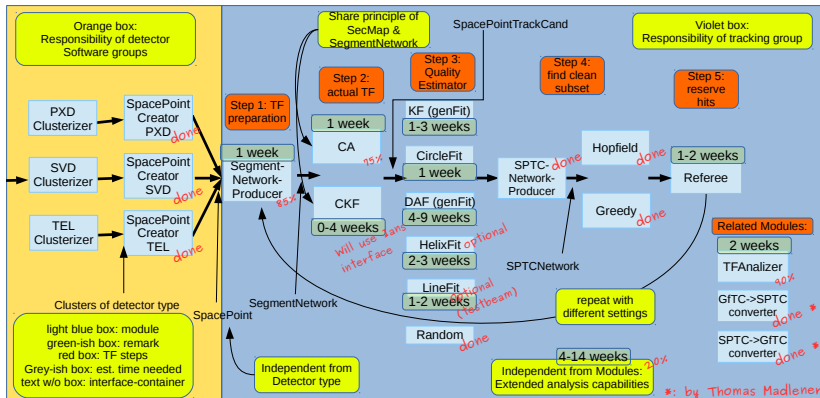 Orange box:
Responsibility of detector
Software groups
Share principle of
SecMap &
SegmentNetwork
SpacePointTrackCand
Violet box:
Responsibility of tracking group
Step 1: TF
preparation
Step 2:
actual TF
Step 3:
Quality
Estimator
Step 4:
find clean
subset
Step 5:
reserve
hits
PXD
Clusterizer
SpacePoint
Creator
PXD
done
SVD
Clusterizer
SpacePoint
Creator
SVD
done
TEL
Clusterizer
SpacePoint
Creator
TEL
done
1 week
Segment-
Network-
Producer
85%
1 week
CA
75%
CKF
0-4 weeks
Will use Jans
interface
KF (genFit)
1-3 weeks
CircleFit
1 week
DAF (genFit)
4-9 weeks
HelixFit
optional
2-3 weeks
LineFit
1-2 weeks
optional
(testbeam)
Random
done
SPTC-
Network-
Producer
done
Hopfield
done
Greedy
done
1-2 weeks
Referee
SPTCNetwork
Related Modules:
2 weeks
TFAnalizer
90%
GfTC->SPTC
converter
done *
SPTC->GfTC
converter
done *
Clusters of detector type
SpacePoint
SegmentNetwork
repeat with
different settings
light blue box: module
green-ish box: remark
red box: TF steps
Grey-ish box: est. time needed
text w/o box: interface-container
Independent from
Detector type
4-14 weeks
20%
Independent from Modules:
Extended analysis capabilities
*: by Thomas Madlener